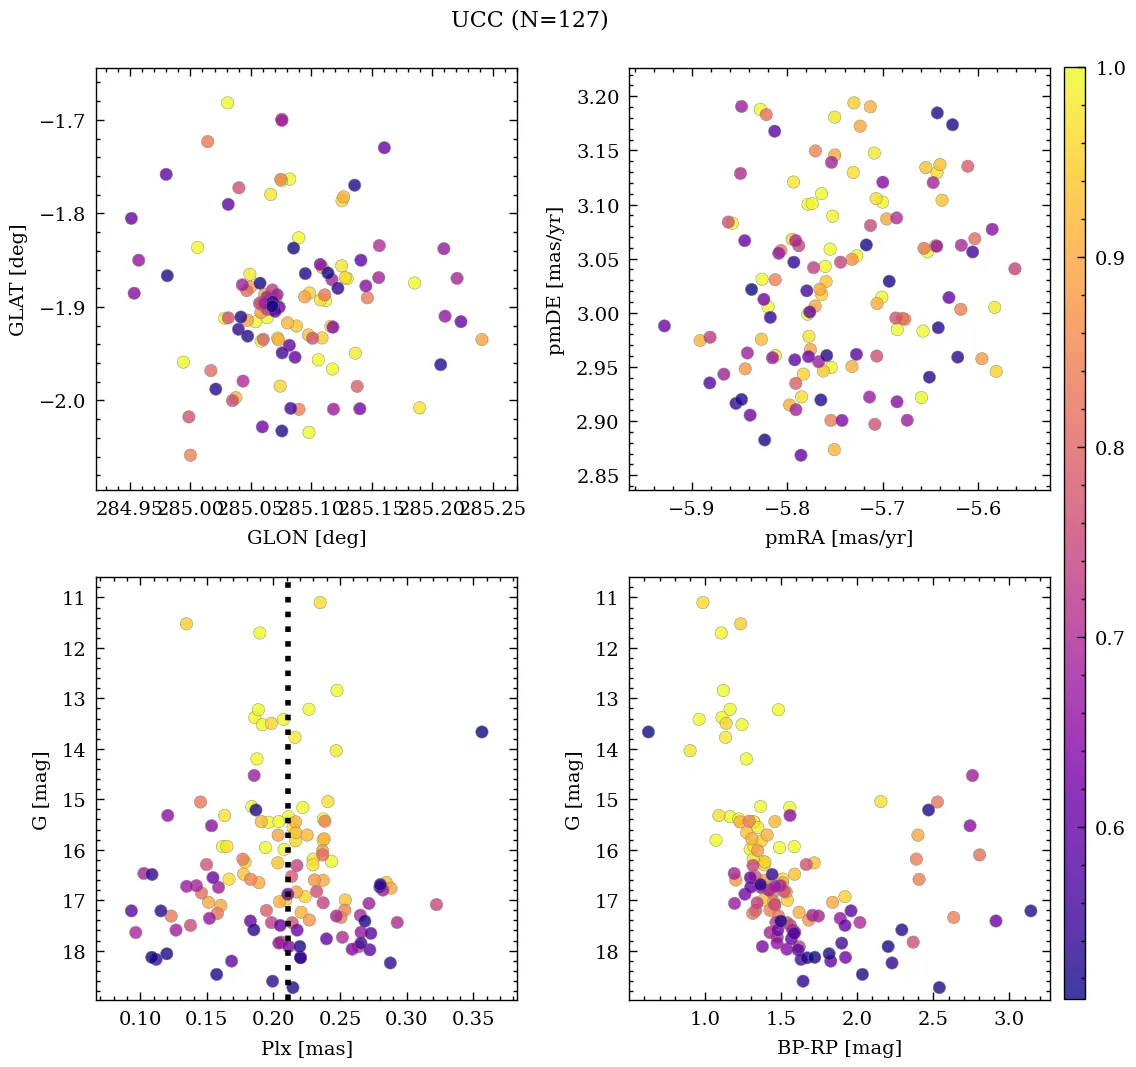 UCC (N=127)
−1.7
−1.8
−1.9
−2.0
GLAT [deg]
284.95 285.00 285.05 285.10 285.15 285.20 285.25
GLON [deg]
3.20
3.15
3.10
3.05
3.00
2.95
2.90
2.85
pmDE [mas/yr]
−5.9 −5.8 −5.7 −5.6
pmRA [mas/yr]
1.0
0.9
0.8
0.7
0.6
11
12
13
14
15
16
17
18
G [mag]
0.10 0.15 0.20 0.25 0.30 0.35
Plx [mas]
11
12
13
14
15
16
17
18
G [mag]
1.0 1.5 2.0 2.5 3.0
BP-RP [mag]